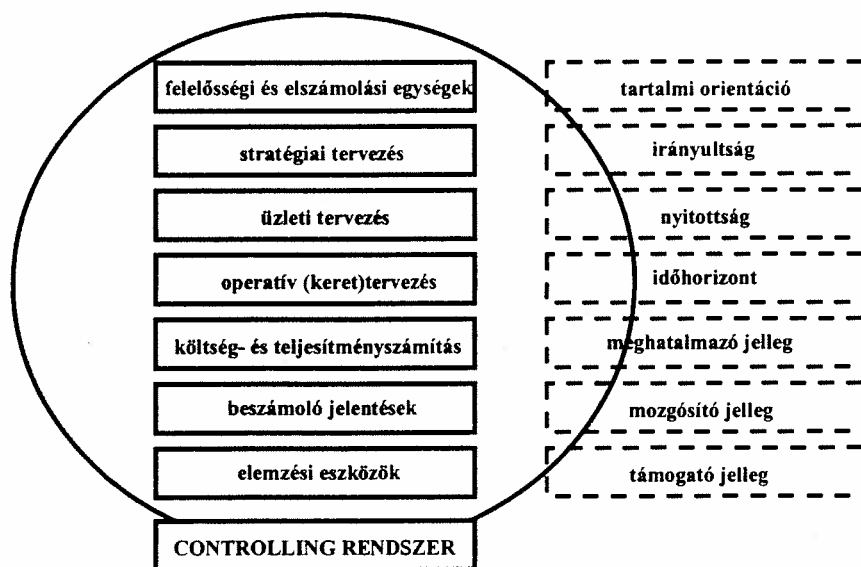 felelősségi és elszámolási egységek
tartalmi orientáció
stratégiai tervezés
irányultság
üzleti tervezés
nyitottság
operatív (keret)tervezés
időhorizont
költség- és teljesítményszámítás
meghatalmazó jelleg
beszámoló jelentések
mozgósító jelleg
elemzési eszközök
támogató jelleg
CONTROLLING RENDSZER